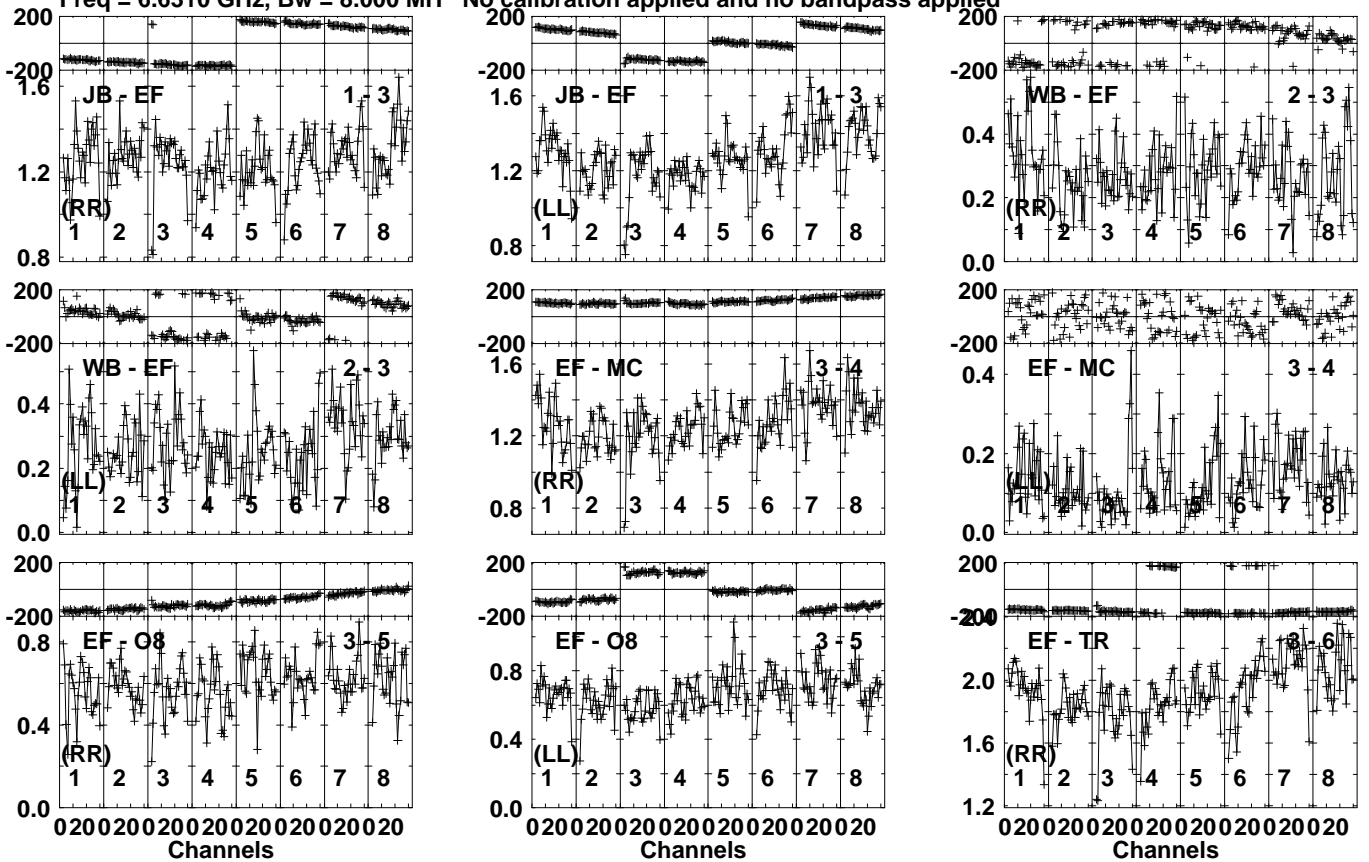 Freq = 6.6310 GHz, Bw = 8.000 MH No calibration applied and no bandpass applied
200 200 200
-200 -200 -200
JB - EF 1 - 3 JB - EF 1 - 3 WB - EF 2 - 3
1.6 1.6
0.4
1.2 1.2
0.2
(RR) (LL) (RR)
1 2 3 4 5 6 7 8 1 2 3 4 5 6 7 8 1 2 3 4 5 6 7 8
0.8 0.8 0.0
200 200 200
-200 -200 -200
WB - EF 2 - 3 EF - MC 3 - 4 EF - MC 3 - 4
1.6
0.4 0.4
1.2
0.2 0.2
(LL) (RR) (LL)
1 2 3 4 5 6 7 8 1 2 3 4 5 6 7 8 1 2 3 4 5 6 7 8
0.0 0.8 0.0
200 200 200
-200 -200 -200
2.4
EF - O8 3 - 5 EF - O8 3 - 5 EF - TR 3 - 6
0.8 0.8 2.0
0.4 0.4 1.6
(RR) (LL) (RR)
1 2 3 4 5 6 7 8 1 2 3 4 5 6 7 8 1 2 3 4 5 6 7 8
0.0 0.0 1.2
0 20 0 20 0 20 0 20 0 20 0 20 0 20 0 20 0 20 0 20 0 20 0 20 0 20 0 20 0 20 0 20 0 20 0 20 0 20 0 20 0 20 0 20 0 20 0 20
Channels Channels Channels